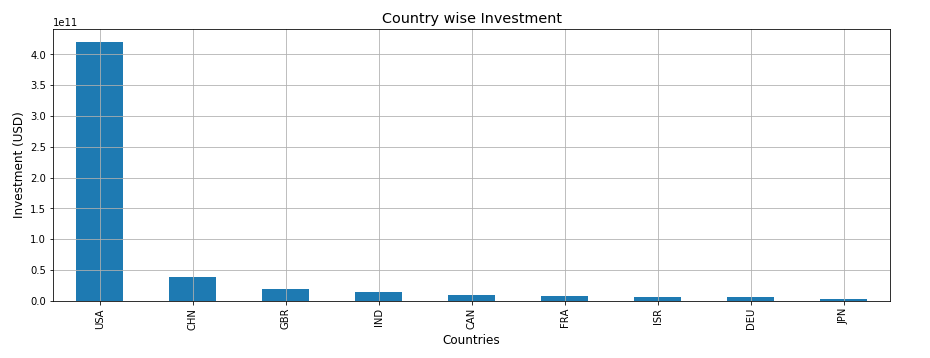 Country wise Investment
1e11
4.0
3.5
3.0
2.5
2.0
1.5
1.0
0.5
0.0
Investment (USD)
USA CHN GBR IND CAN FRA ISR DEU JPN
Countries